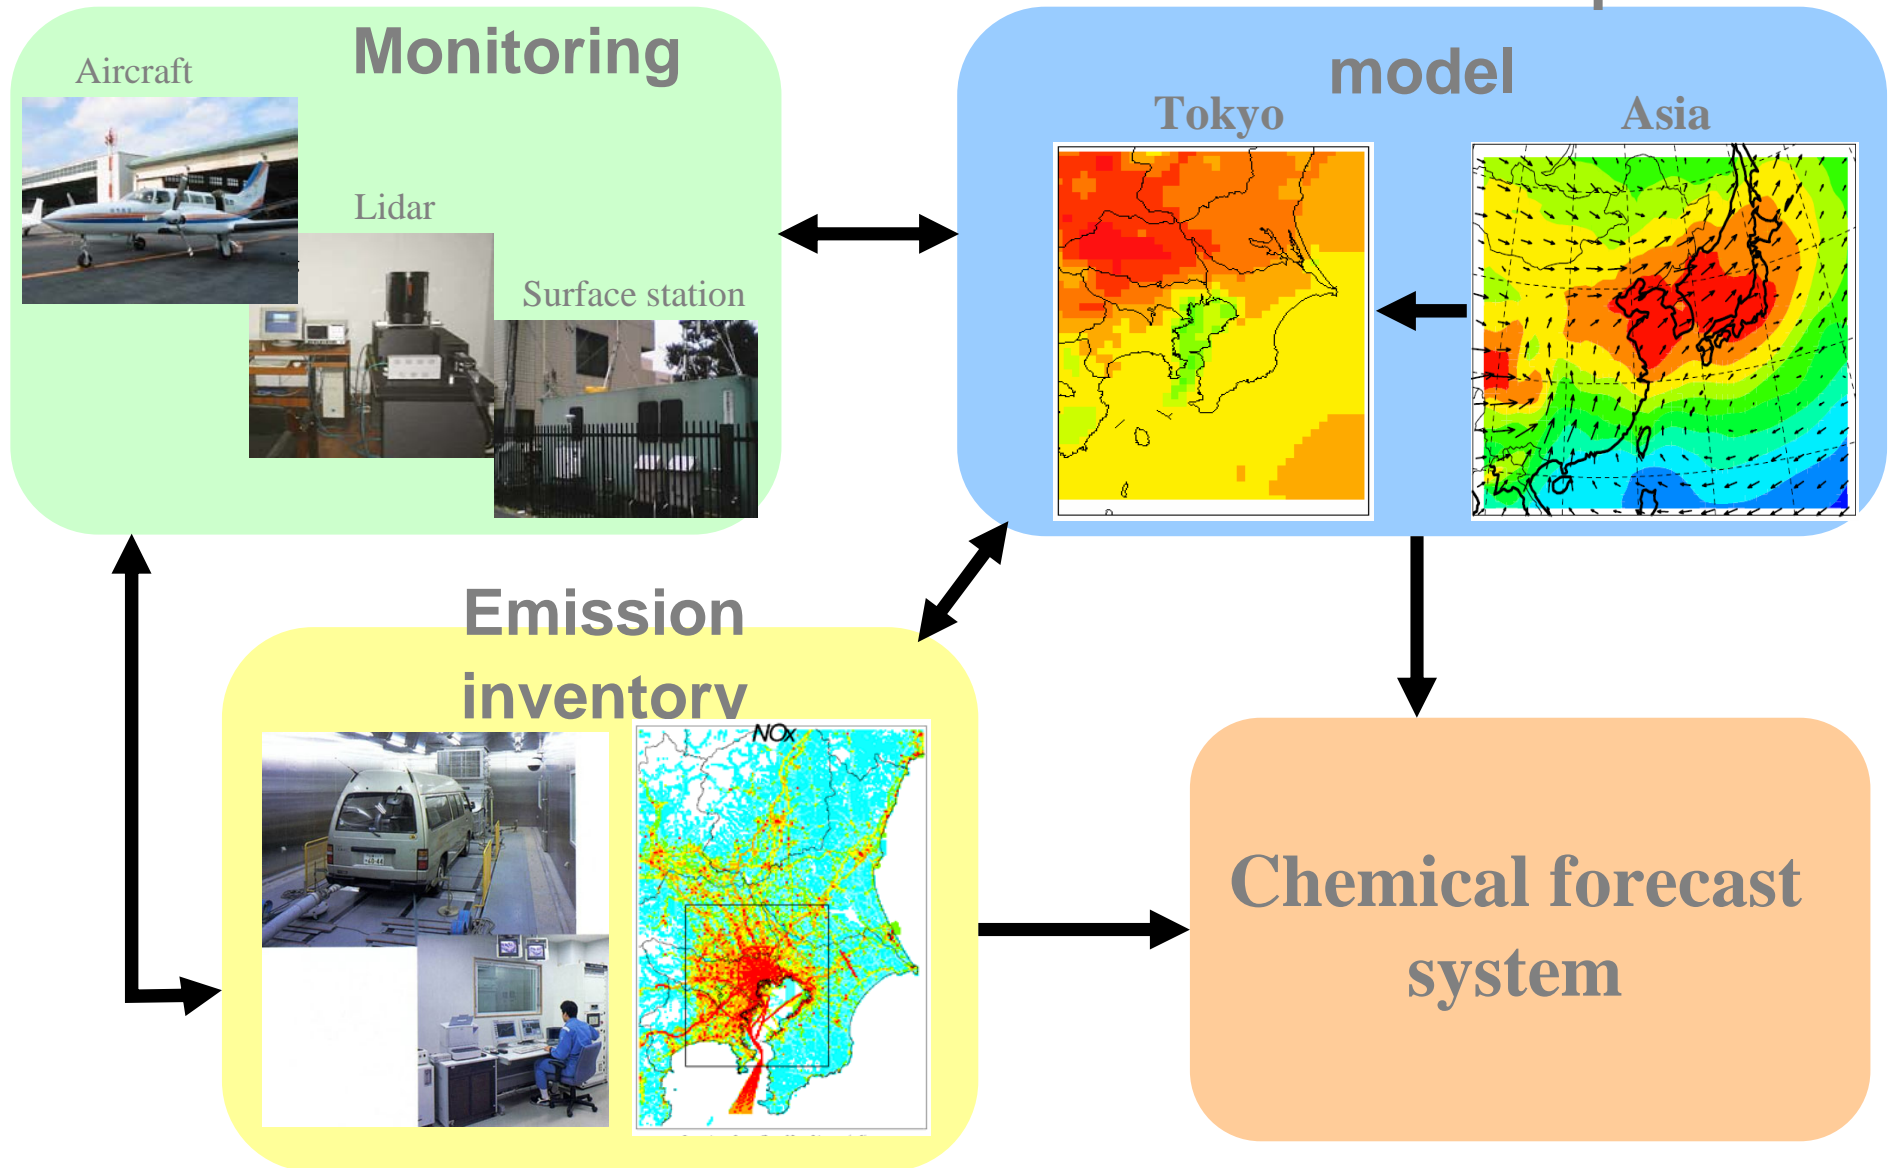 Monitoring
Aircraft
Lidar
Surface station
model
Tokyo
Asia
Emission
inventory
NOx
Chemical forecast
system